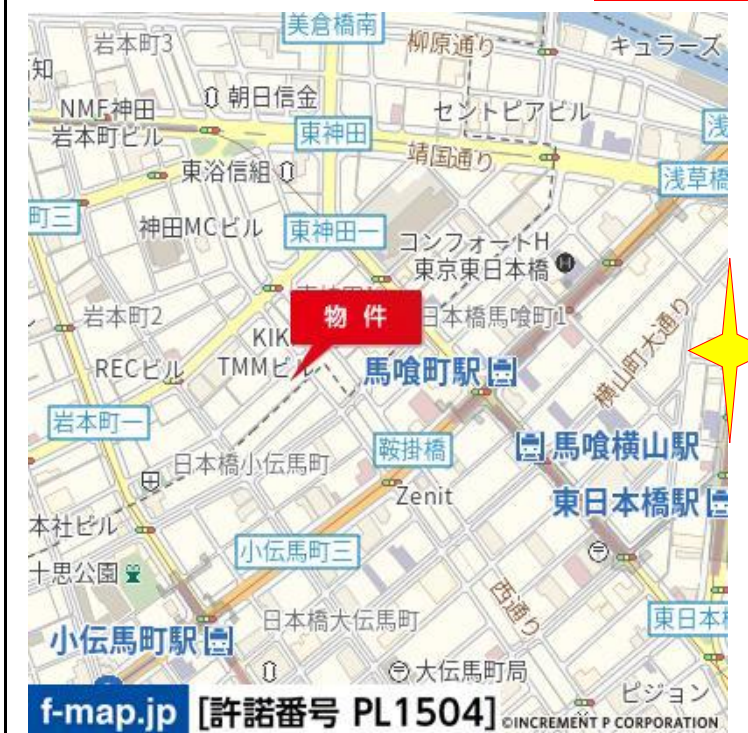 美倉橋南
岩本町3
柳原通り
キュラーズ
知
朝日信金
NMF神田
岩本町ビル
セントピアビル
東神田
浅
靖国通り
東浴信組
浅草橋
町三
神田MCビル
東神田一
コンフォートH
東京東日本橋
H
物件
日本橋馬喰町1
岩本町2
KIK
RECビル
TMMビル
馬喰町駅
横山町大通り
岩本町一
鞍掛橋
馬喰横山駅
日本橋小伝馬町
Zenit
東日本橋駅
本社ビル
小伝馬町三
十思公園
西通り
日本橋大伝馬町
東日本
小伝馬町駅
大伝馬町局
ピジョン
f-map.jp [許諾番号 PL1504] ©INCREMENT P CORPORATION